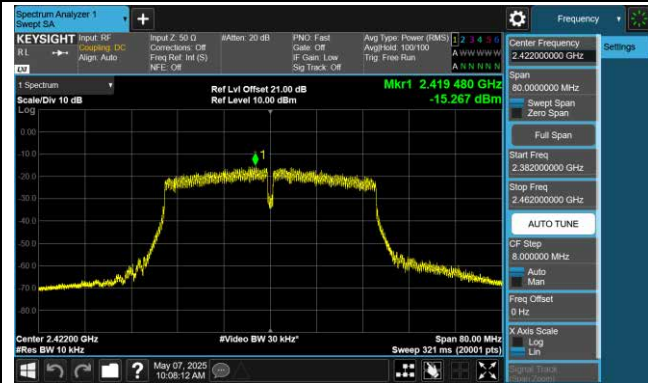 Spectrum Analyzer 1
Swept SA
+
Frequency
KEYSIGHT
RL
LXI
Input: RF
Coupling: DC
Align: Auto
Input Z: 50 Ω
Corrections: Off
Freq Ref: Int (S)
NFE: Off
#Atten: 20 dB
PNO: Fast
Gate: Off
IF Gain: Low
Sig Track: Off
Avg Type: Power (RMS)
Avg|Hold: 100/100
Trig: Free Run
1 2 3 4 5 6
A W W W W W
A N N N N N
1 Spectrum
Scale/Div 10 dB
Log
Ref Lvl Offset 21.00 dB
Ref Level 10.00 dBm
Mkr1 2.419 480 GHz
-15.267 dBm
0.00
-10.0
-20.0
-30.0
-40.0
-50.0
-60.0
-70.0
-80.0
1
Center 2.42200 GHz
#Res BW 10 kHz
#Video BW 30 kHz*
Span 80.00 MHz
Sweep 321 ms (20001 pts)
May 07, 2025
10:08:12 AM
?
Center Frequency
2.422000000 GHz
Settings
Span
80.0000000 MHz
Swept Span
Zero Span
Full Span
Start Freq
2.382000000 GHz
Stop Freq
2.462000000 GHz
AUTO TUNE
CF Step
8.000000 MHz
Auto
Man
Freq Offset
0 Hz
X Axis Scale
Log
Lin
Signal Track
(Span Zoom)